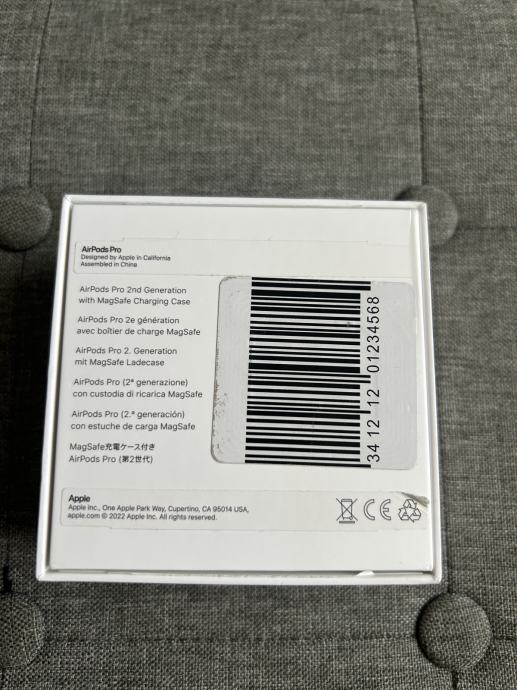 AirPods Pro
Designed by Apple in California
Assembled in China
AirPods Pro 2nd Generation
with MagSafe Charging Case
AirPods Pro 2e génération
avec boîtier de charge MagSafe
AirPods Pro 2. Generation
mit MagSafe Ladecase
AirPods Pro (2ª generazione)
con custodia di ricarica MagSafe
AirPods Pro (2.ª generación)
con estuche de carga MagSafe
MagSafe充電ケース付き
AirPods Pro (第2世代)
34 12 12 01234568
Apple
Apple Inc., One Apple Park Way, Cupertino, CA 95014 USA,
apple.com © 2022 Apple Inc. All rights reserved.
CE